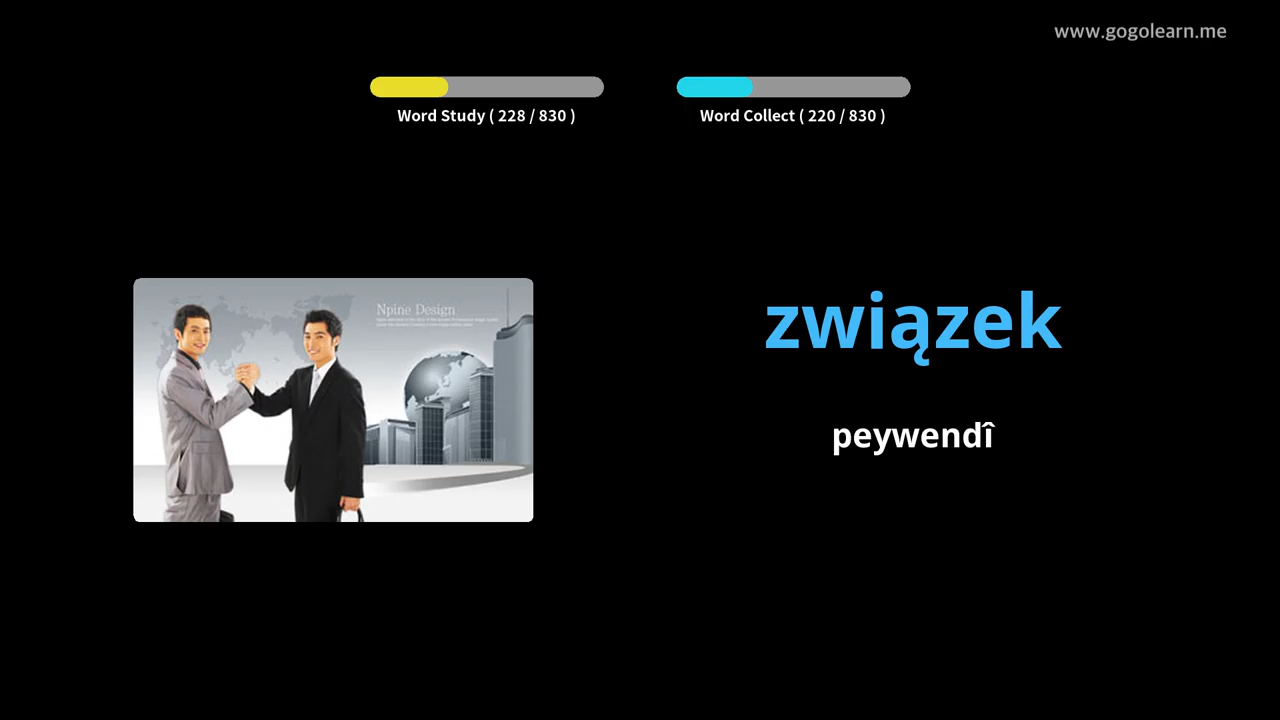 www.gogolearn.me
Word Study ( 228 / 830 )
Word Collect ( 220 / 830 )
Npine Design
związek
peywendî